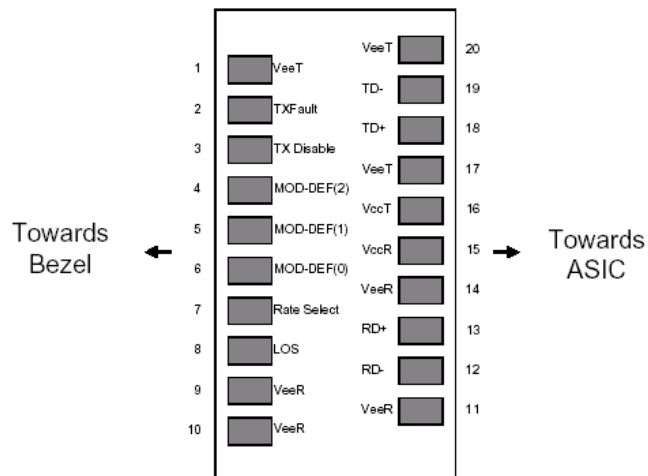 1 VeeT
2 TXFault
3 TX Disable
4 MOD-DEF(2)
5 MOD-DEF(1)
6 MOD-DEF(0)
7 Rate Select
8 LOS
9 VeeR
10 VeeR
VeeT 20
TD- 19
TD+ 18
VeeT 17
VccT 16
VccR 15
VeeR 14
RD+ 13
RD- 12
VeeR 11
Towards
Bezel
Towards
ASIC